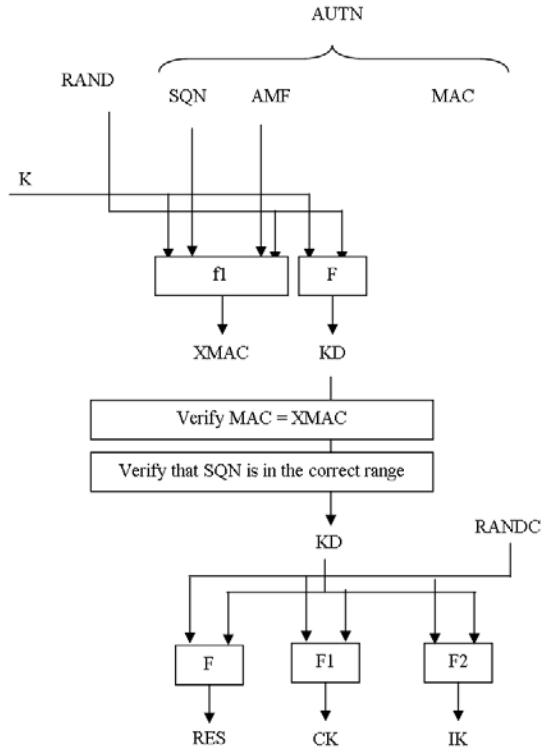 AUTN
RAND
SQN AMF MAC
K
f1 F
XMAC KD
Verify MAC = XMAC
Verify that SQN is in the correct range
RANDC
KD
F F1 F2
RES CK IK